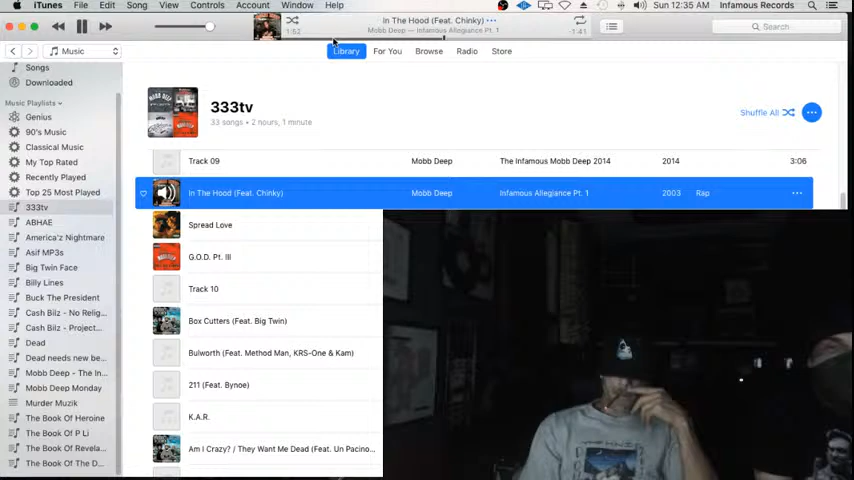 iTunes File Edit Song View Controls Account Window Help Sun 12:35 AM Infamous Records
In The Hood (Feat. Chinky)
1:52 Mobb Deep — Infamous Allegiance Pt. 1 -1:41
Search
Music Library For You Browse Radio Store
Songs
Downloaded
Music Playlists
Genius
90's Music
Classical Music
My Top Rated
Recently Played
Top 25 Most Played
333tv
ABHAE
America'z Nightmare
Asif MP3s
Big Twin Face
Billy Lines
Buck The President
Cash Bilz - No Relig...
Cash Bilz - Project...
Dead
Dead needs new be...
Mobb Deep - The In...
Mobb Deep Monday
Murder Muzik
The Book Of Heroine
The Book Of P Li
The Book Of Revela...
The Book Of The D...
333tv
33 songs • 2 hours, 1 minute
Shuffle All
Track 09 Mobb Deep The Infamous Mobb Deep 2014 2014 3:06
In The Hood (Feat. Chinky) Mobb Deep Infamous Allegiance Pt. 1 2003 Rap
Spread Love
G.O.D. Pt. III
Track 10
Box Cutters (Feat. Big Twin)
Bulworth (Feat. Method Man, KRS-One & Kam)
211 (Feat. Bynoe)
K.A.R.
Am I Crazy? / They Want Me Dead (Feat. Un Pacino...